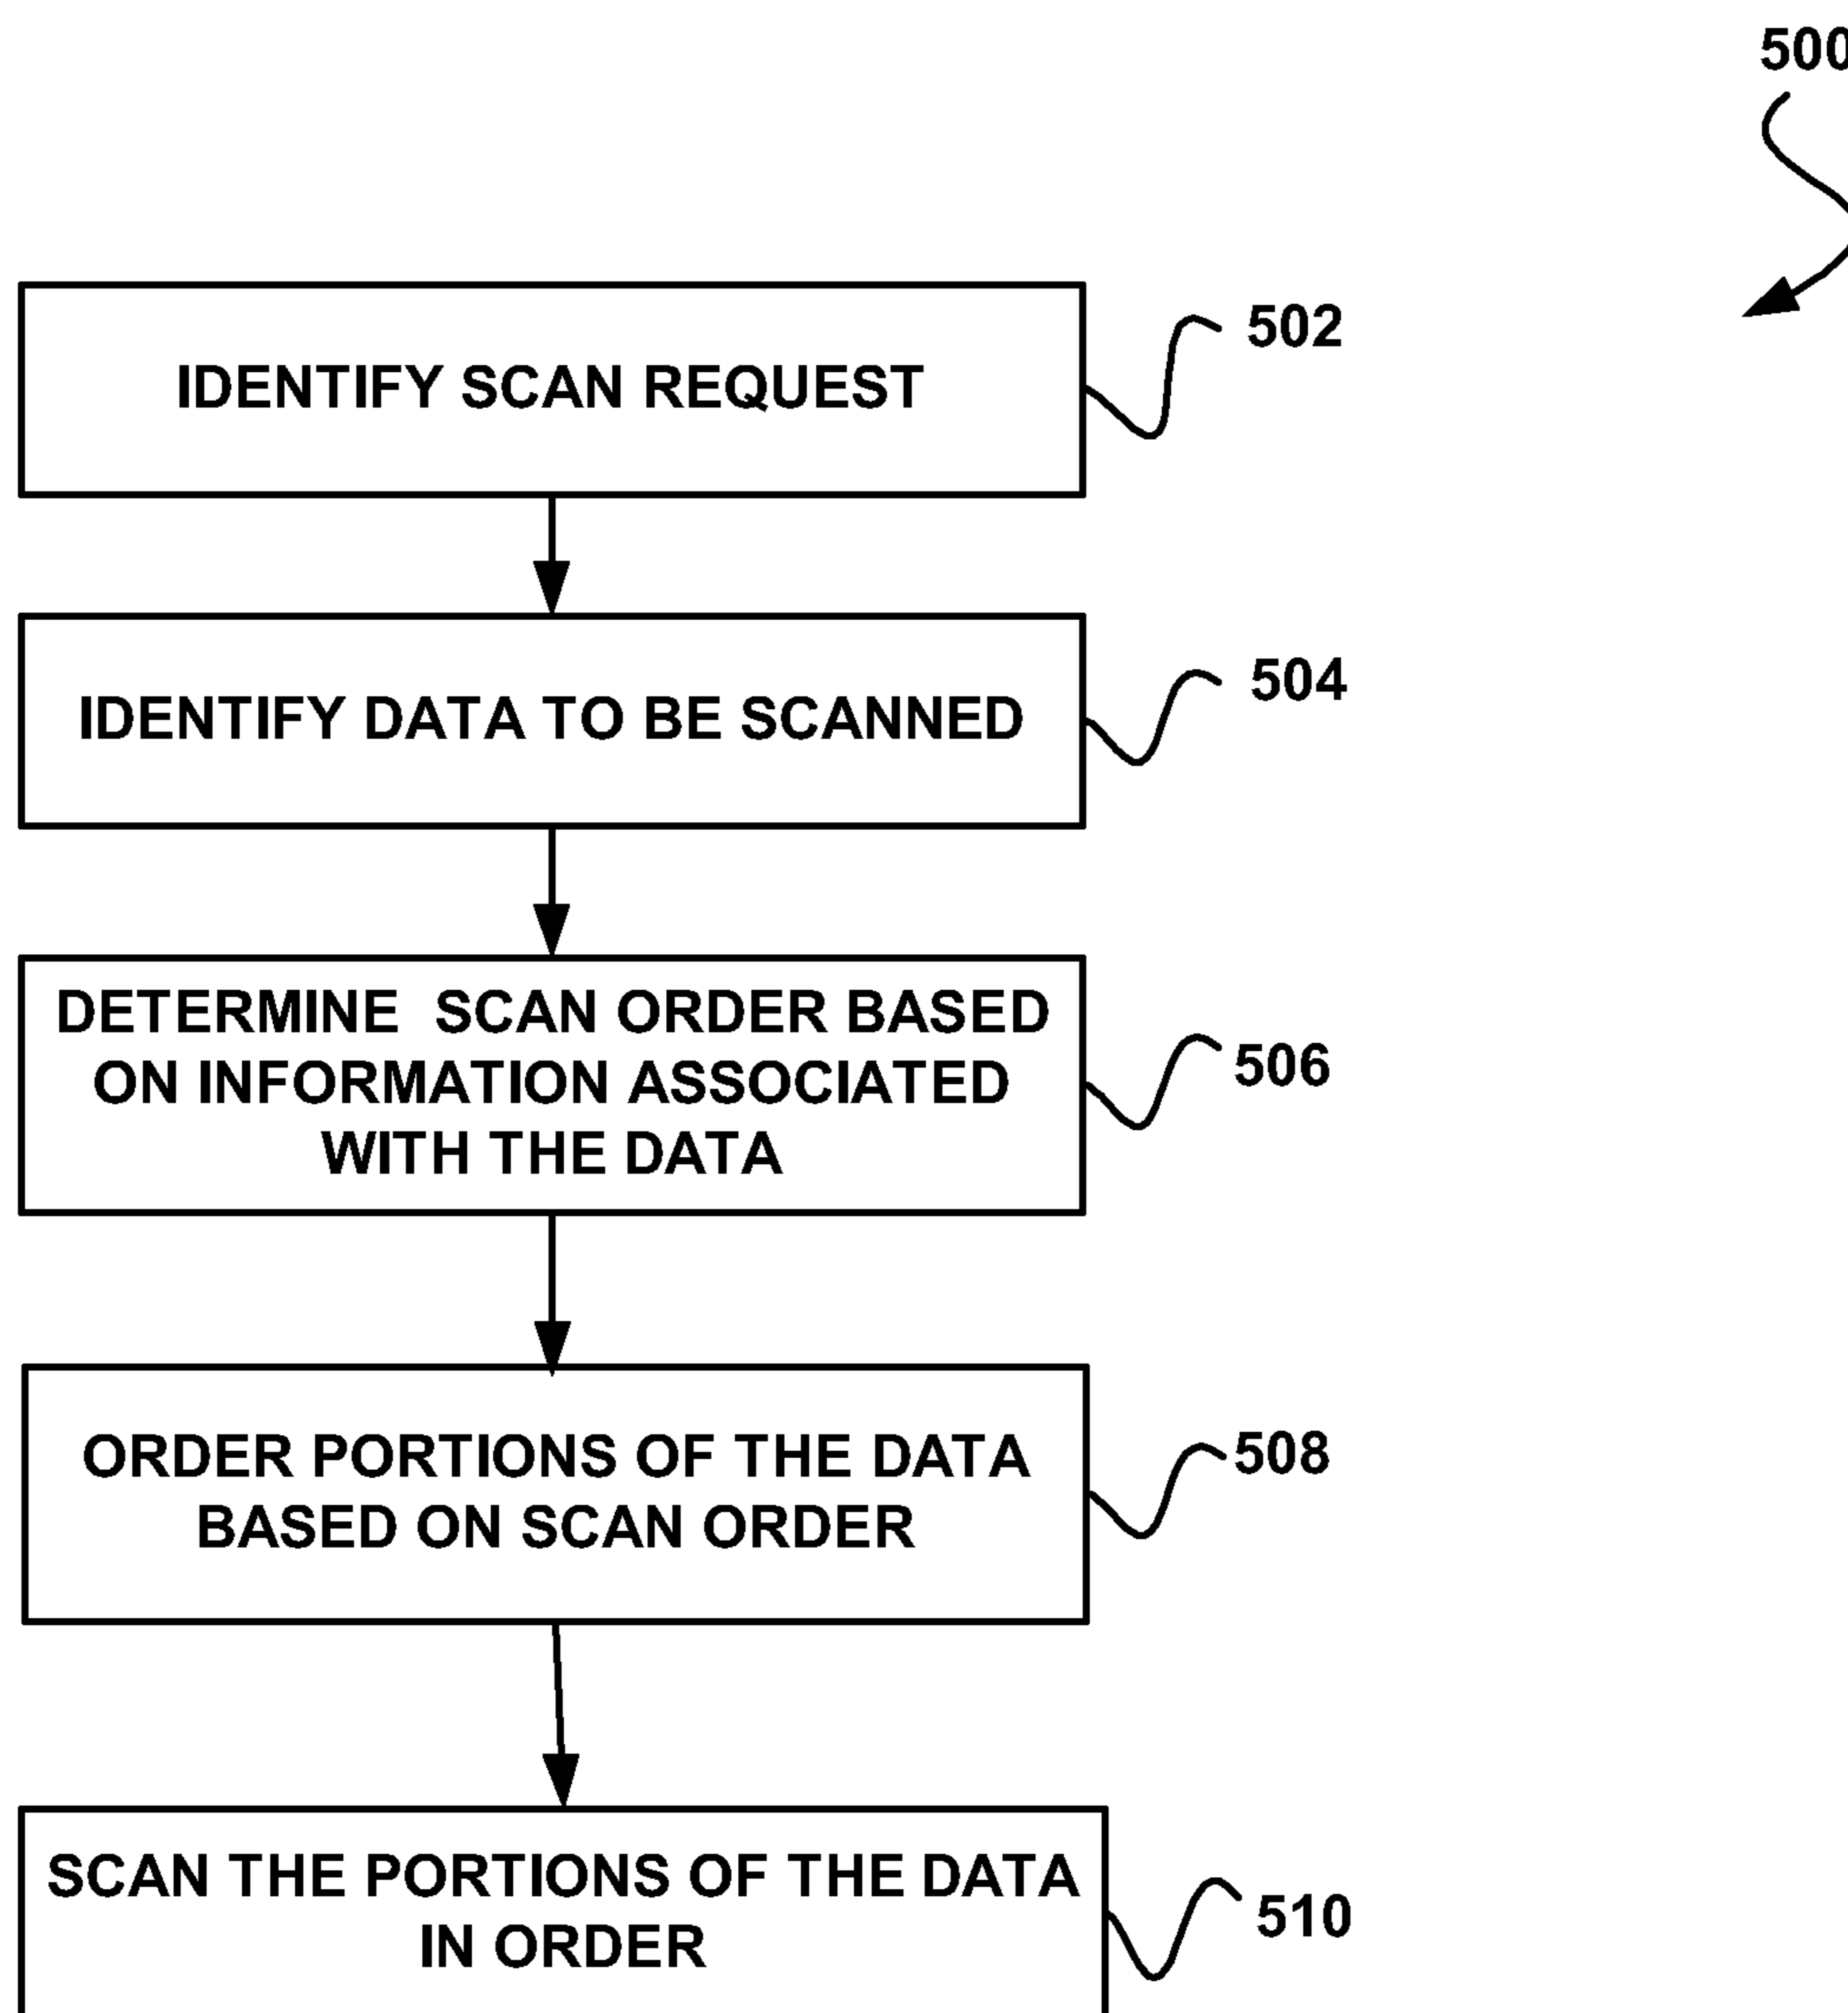 500
IDENTIFY SCAN REQUEST
502
IDENTIFY DATA TO BE SCANNED
504
DETERMINE SCAN ORDER BASED
ON INFORMATION ASSOCIATED
WITH THE DATA
506
ORDER PORTIONS OF THE DATA
BASED ON SCAN ORDER
508
SCAN THE PORTIONS OF THE DATA
IN ORDER
510